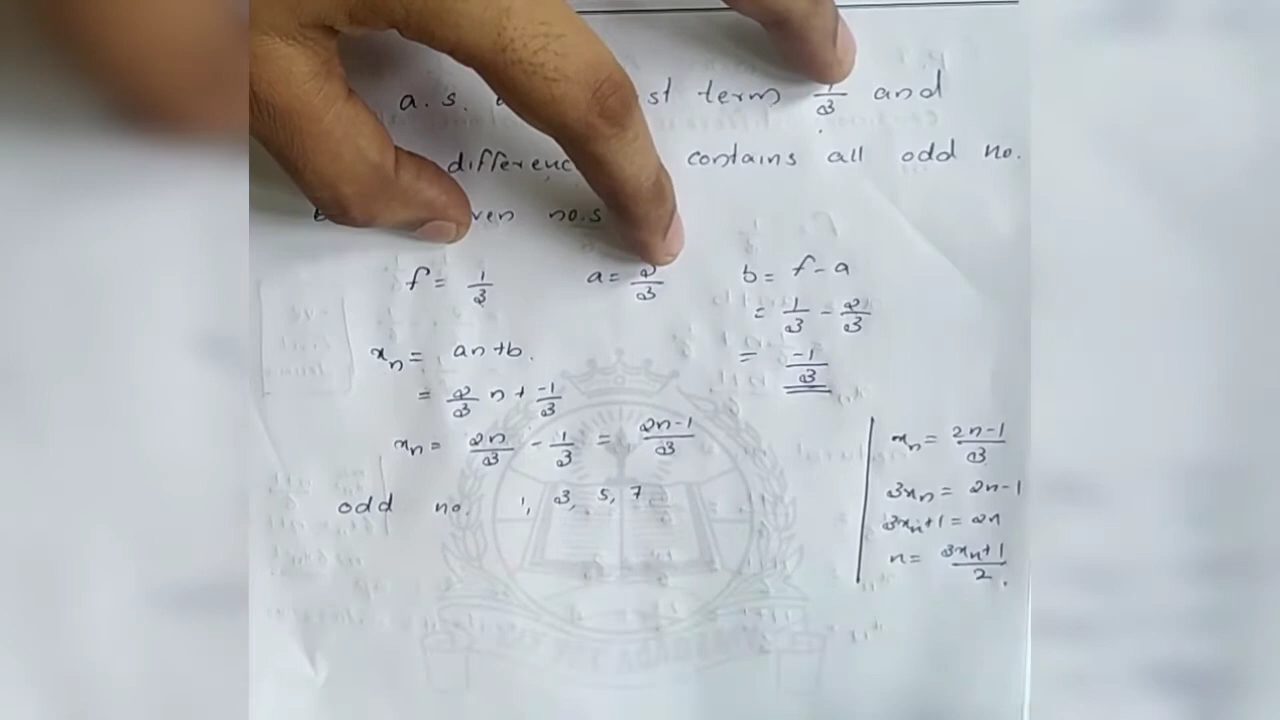 a.s. st term 1/3 and
differenc contains all odd no.
ven no.s
f = 1/3 a = 2/3 b = f - a
= 1/3 - 2/3
xn = an + b. = -1/3
= 2/3 n + -1/3
xn = 2n/3 - 1/3 = 2n-1/3
xn = 2n-1/3
3xn = 2n-1
odd no. 1, 3, 5, 7
3xn+1 = 2n
n = 3xn+1/2.